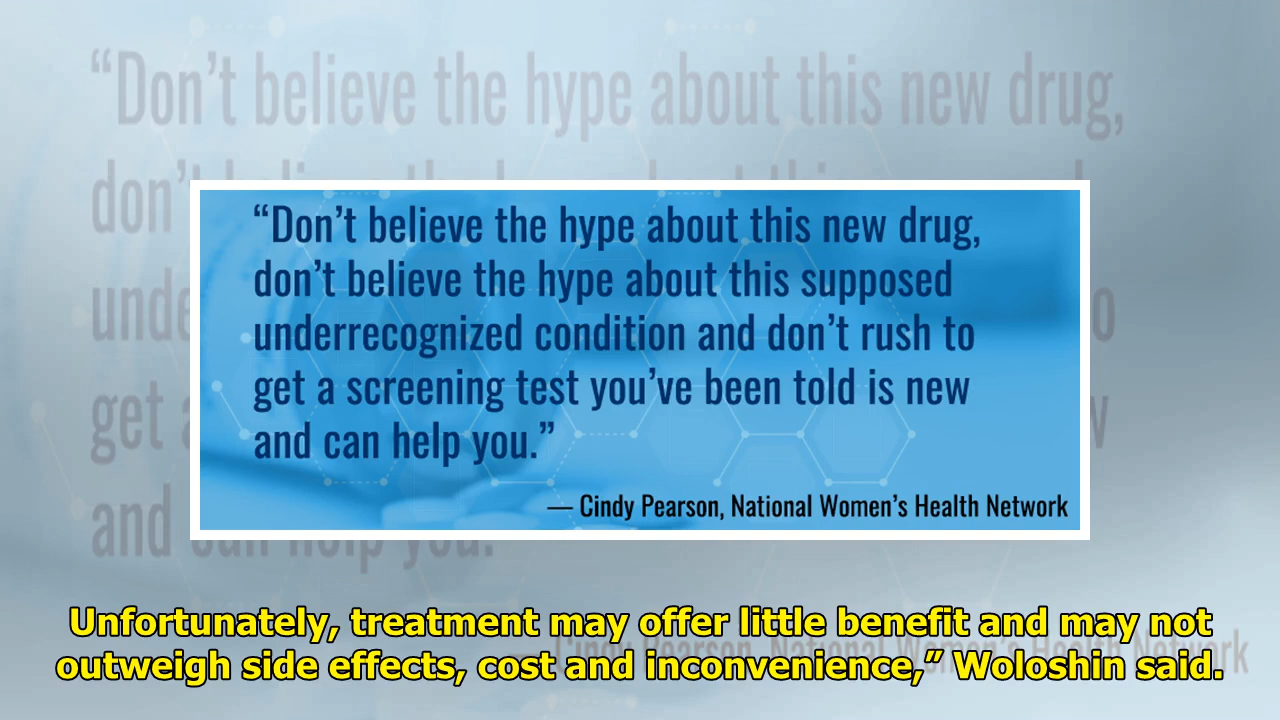 “Don’t believe the hype about this new drug,
don’t believe the hype about this supposed
underrecognized condition and don’t rush to
get a screening test you’ve been told is new
and can help you.”
— Cindy Pearson, National Women’s Health Network
Unfortunately, treatment may offer little benefit and may not
outweigh side effects, cost and inconvenience,” Woloshin said.